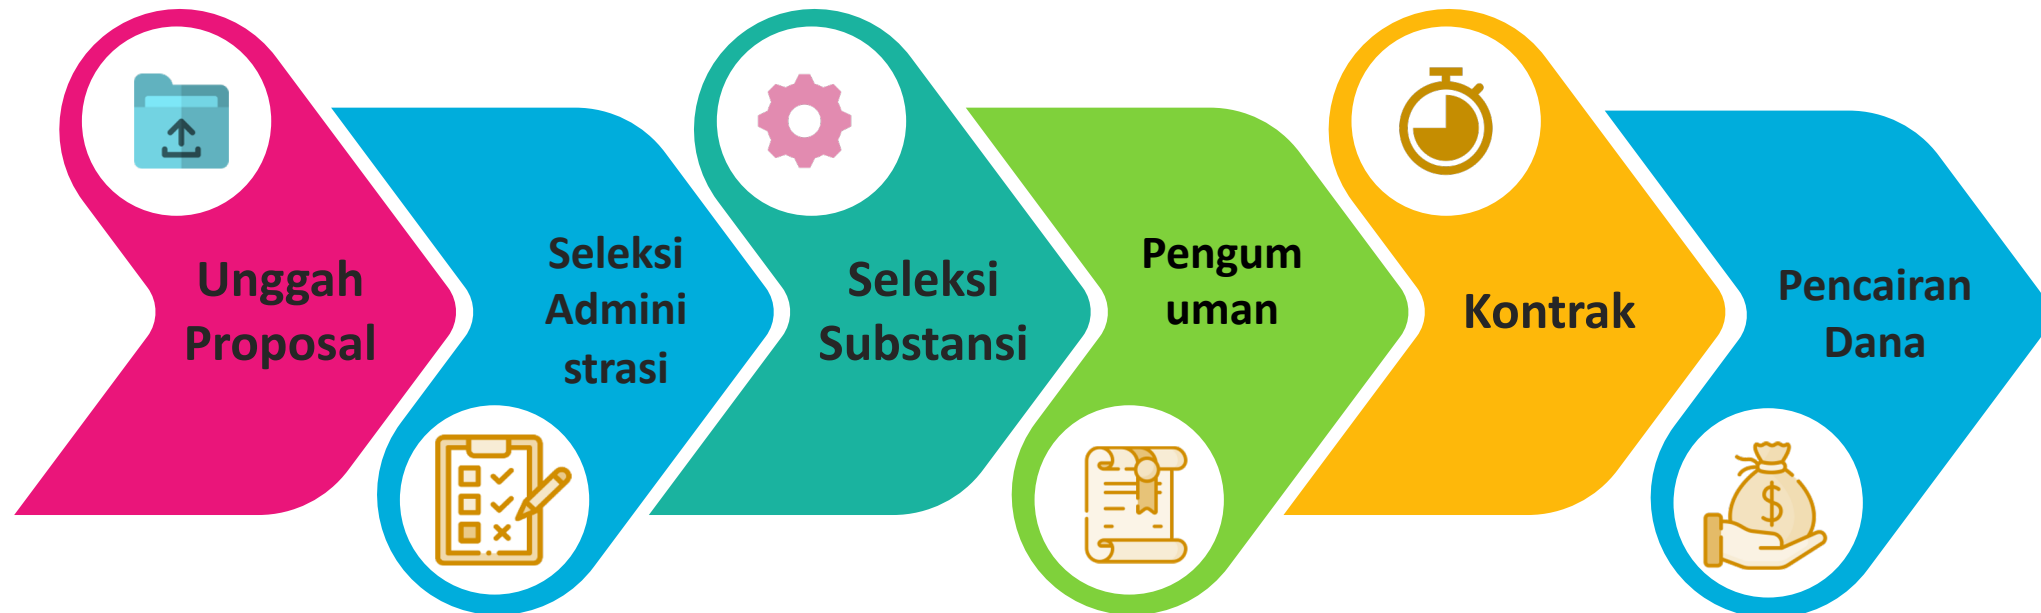 Unggah
Proposal
Seleksi
Admini
strasi
Seleksi
Substansi
Pengum
uman
Kontrak
Pencairan
Dana
$